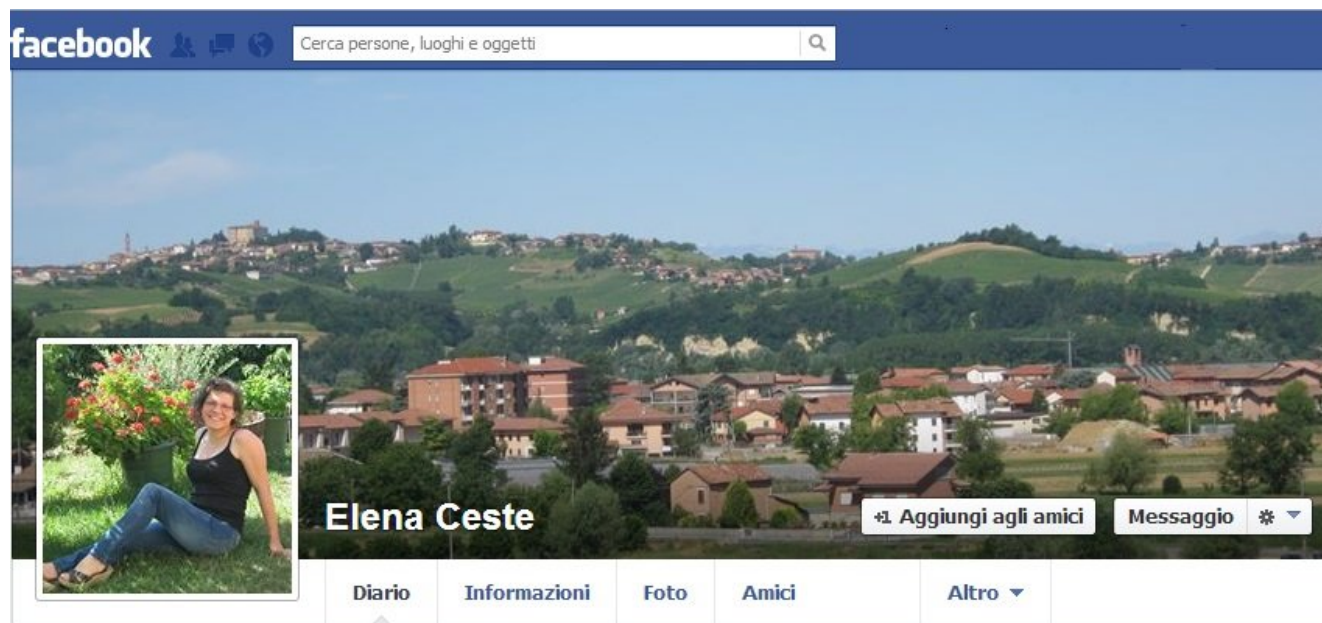 facebook Cerca persone, luoghi e oggetti
Elena Ceste
+1 Aggiungi agli amici Messaggio
Diario Informazioni Foto Amici Altro